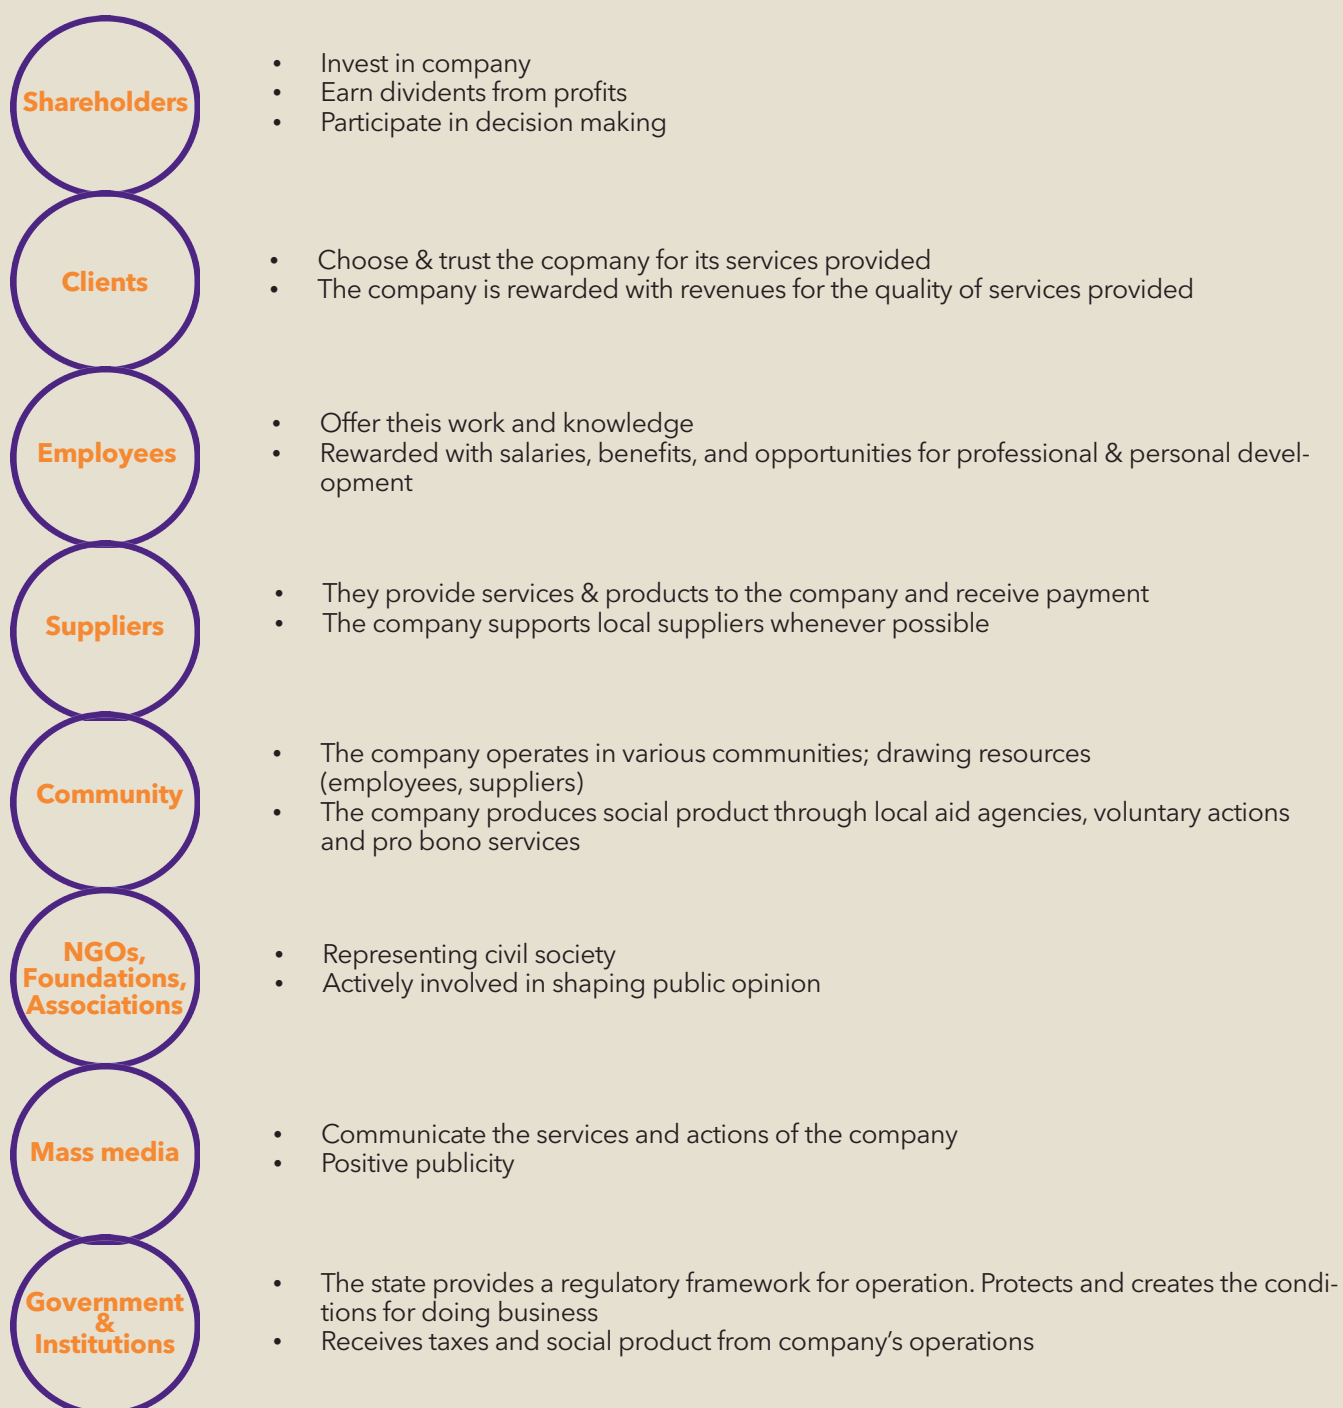 Shareholders
• Invest in company
• Earn dividents from profits
• Participate in decision making
Clients
• Choose & trust the copmany for its services provided
• The company is rewarded with revenues for the quality of services provided
Employees
• Offer theis work and knowledge
• Rewarded with salaries, benefits, and opportunities for professional & personal devel-
opment
Suppliers
• They provide services & products to the company and receive payment
• The company supports local suppliers whenever possible
Community
• The company operates in various communities; drawing resources
(employees, suppliers)
• The company produces social product through local aid agencies, voluntary actions
and pro bono services
NGOs,
Foundations,
Associations
• Representing civil society
• Actively involved in shaping public opinion
Mass media
• Communicate the services and actions of the company
• Positive publicity
Government
&
Institutions
• The state provides a regulatory framework for operation. Protects and creates the condi-
tions for doing business
• Receives taxes and social product from company’s operations